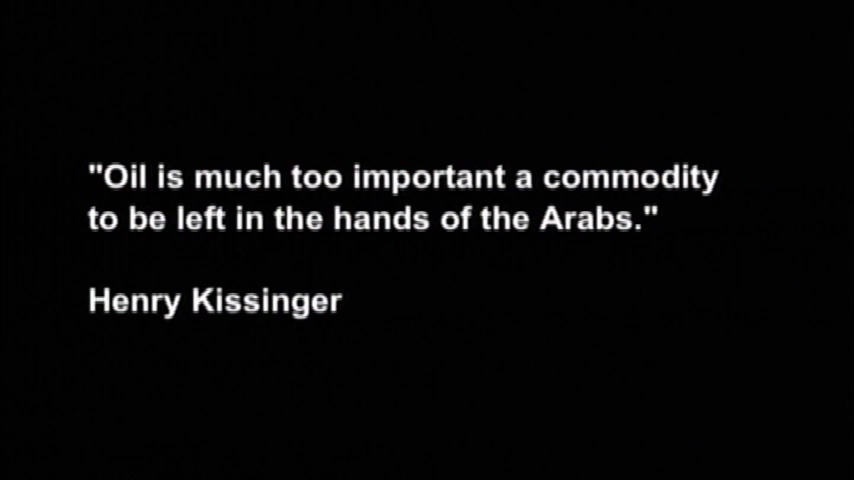 "Oil is much too important a commodity
to be left in the hands of the Arabs."
Henry Kissinger